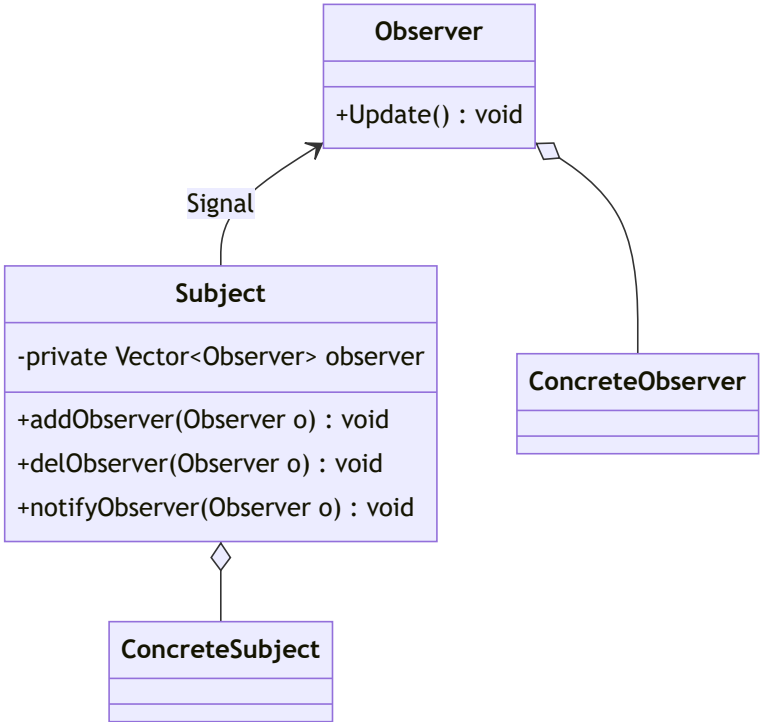 Observer
+Update() : void
Signal
Subject
-private Vector<Observer> observer
+addObserver(Observer o) : void
+delObserver(Observer o) : void
+notifyObserver(Observer o) : void
ConcreteObserver
ConcreteSubject